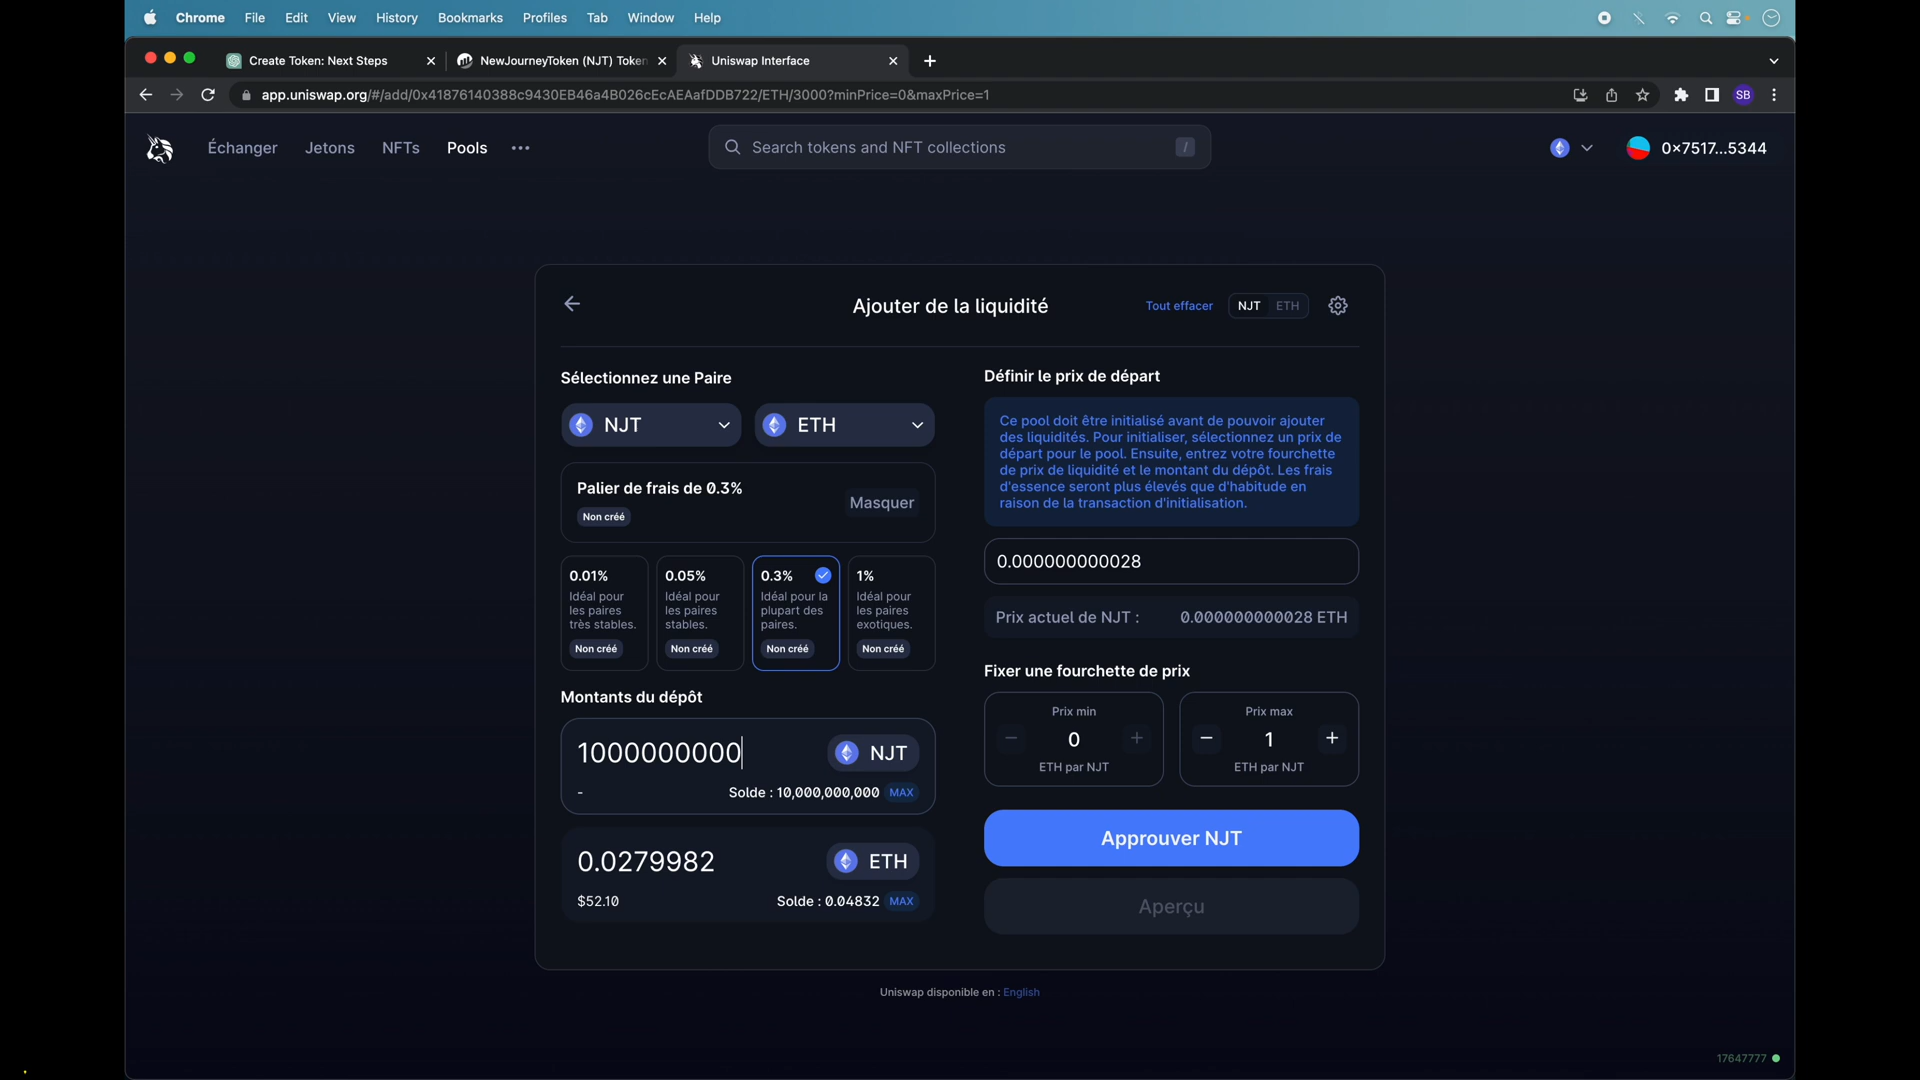 Chrome File Edit View History Bookmarks Profiles Tab Window Help
Create Token: Next Steps NewJourneyToken (NJT) Token Uniswap Interface
app.uniswap.org/#/add/0x41876140388c9430EB46a4B026cEcAEAafDDB722/ETH/3000?minPrice=0&maxPrice=1
SB
Échanger Jetons NFTs Pools
Search tokens and NFT collections /
0x7517...5344
Ajouter de la liquidité
Tout effacer
NJT ETH
Sélectionnez une Paire
NJT ETH
Palier de frais de 0.3%
Non créé
Masquer
0.01%
Idéal pour
les paires
très stables.
Non créé
0.05%
Idéal pour
les paires
stables.
Non créé
0.3%
Idéal pour la
plupart des
paires.
Non créé
1%
Idéal pour
les paires
exotiques.
Non créé
Montants du dépôt
1000000000 NJT
- Solde : 10,000,000,000 MAX
0.0279982 ETH
$52.10 Solde : 0.04832 MAX
Définir le prix de départ
Ce pool doit être initialisé avant de pouvoir ajouter
des liquidités. Pour initialiser, sélectionnez un prix de
départ pour le pool. Ensuite, entrez votre fourchette
de prix de liquidité et le montant du dépôt. Les frais
d'essence seront plus élevés que d'habitude en
raison de la transaction d'initialisation.
0.000000000028
Prix actuel de NJT : 0.000000000028 ETH
Fixer une fourchette de prix
Prix min
0
ETH par NJT
Prix max
1
ETH par NJT
Approuver NJT
Aperçu
Uniswap disponible en : English
17647777